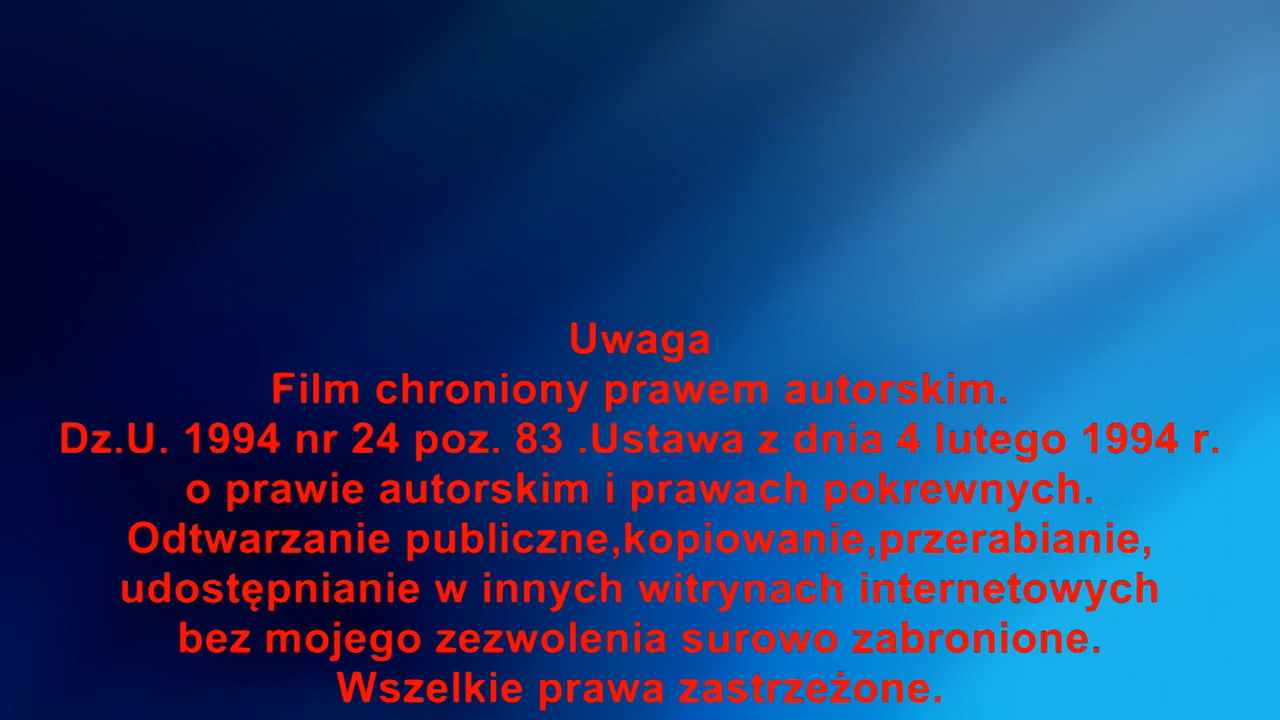 Uwaga
Film chroniony prawem autorskim.
Dz.U. 1994 nr 24 poz. 83 .Ustawa z dnia 4 lutego 1994 r.
o prawie autorskim i prawach pokrewnych.
Odtwarzanie publiczne,kopiowanie,przerabianie,
udostępnianie w innych witrynach internetowych
bez mojego zezwolenia surowo zabronione.
Wszelkie prawa zastrzeżone.